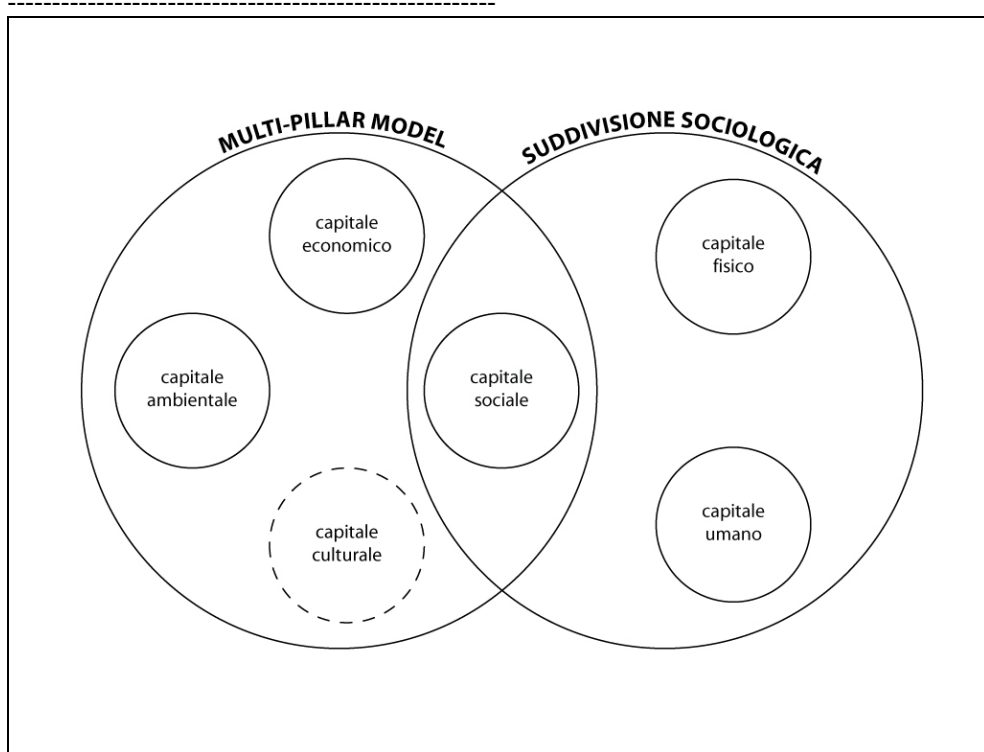 MULTI-PILLAR MODEL
SUDDIVISIONE SOCIOLOGICA
capitale
economico
capitale
fisico
capitale
ambientale
capitale
sociale
capitale
culturale
capitale
umano